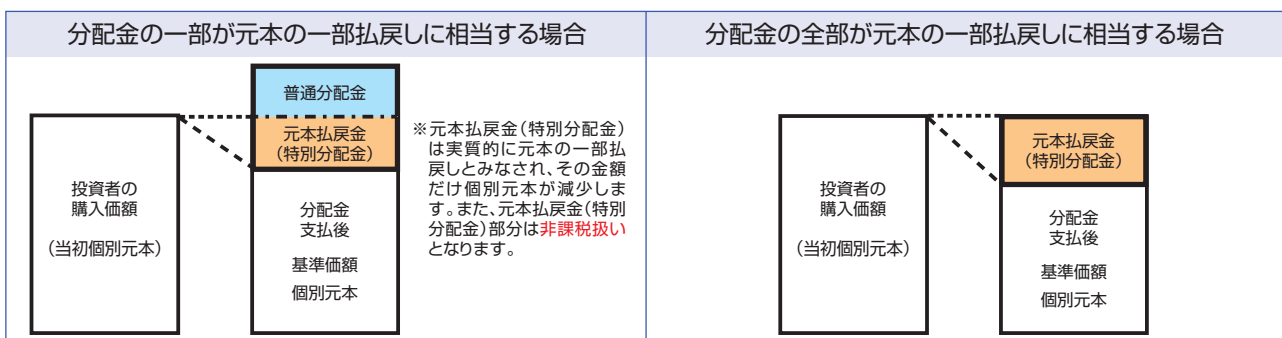 分配金の一部が元本の一部払戻しに相当する場合
普通分配金
元本払戻金
(特別分配金)
投資者の
購入価額
(当初個別元本)
分配金
支払後
基準価額
個別元本
※元本払戻金(特別分配金)
は実質的に元本の一部払
戻しとみなされ、その金額
だけ個別元本が減少しま
す。また、元本払戻金(特別
分配金)部分は非課税扱い
となります。
分配金の全部が元本の一部払戻しに相当する場合
投資者の
購入価額
(当初個別元本)
元本払戻金
(特別分配金)
分配金
支払後
基準価額
個別元本